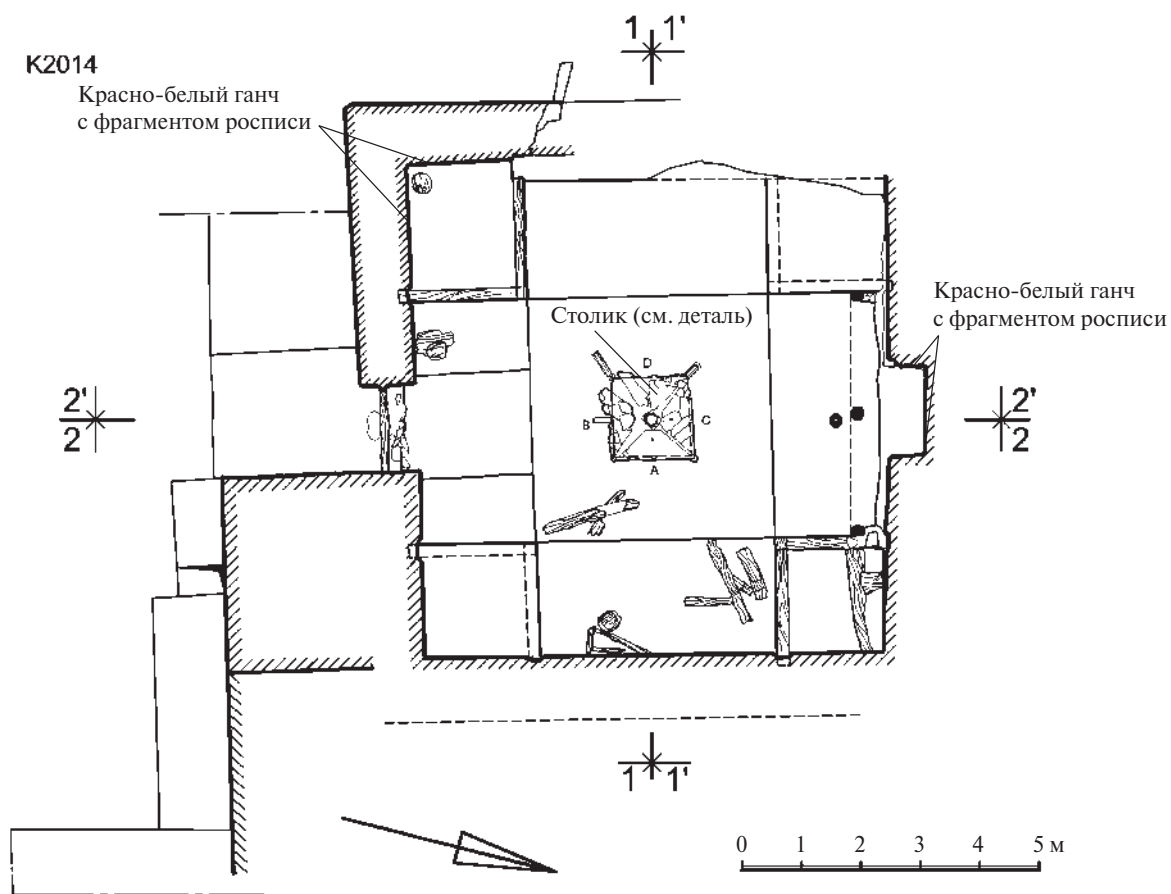 1 1'
K2014
Красно-белый ганч
с фрагментом росписи
Красно-белый ганч
с фрагментом росписи
Столик (см. деталь)
D
B
C
A
2'
2
2'
2
1 1'
0 1 2 3 4 5 м